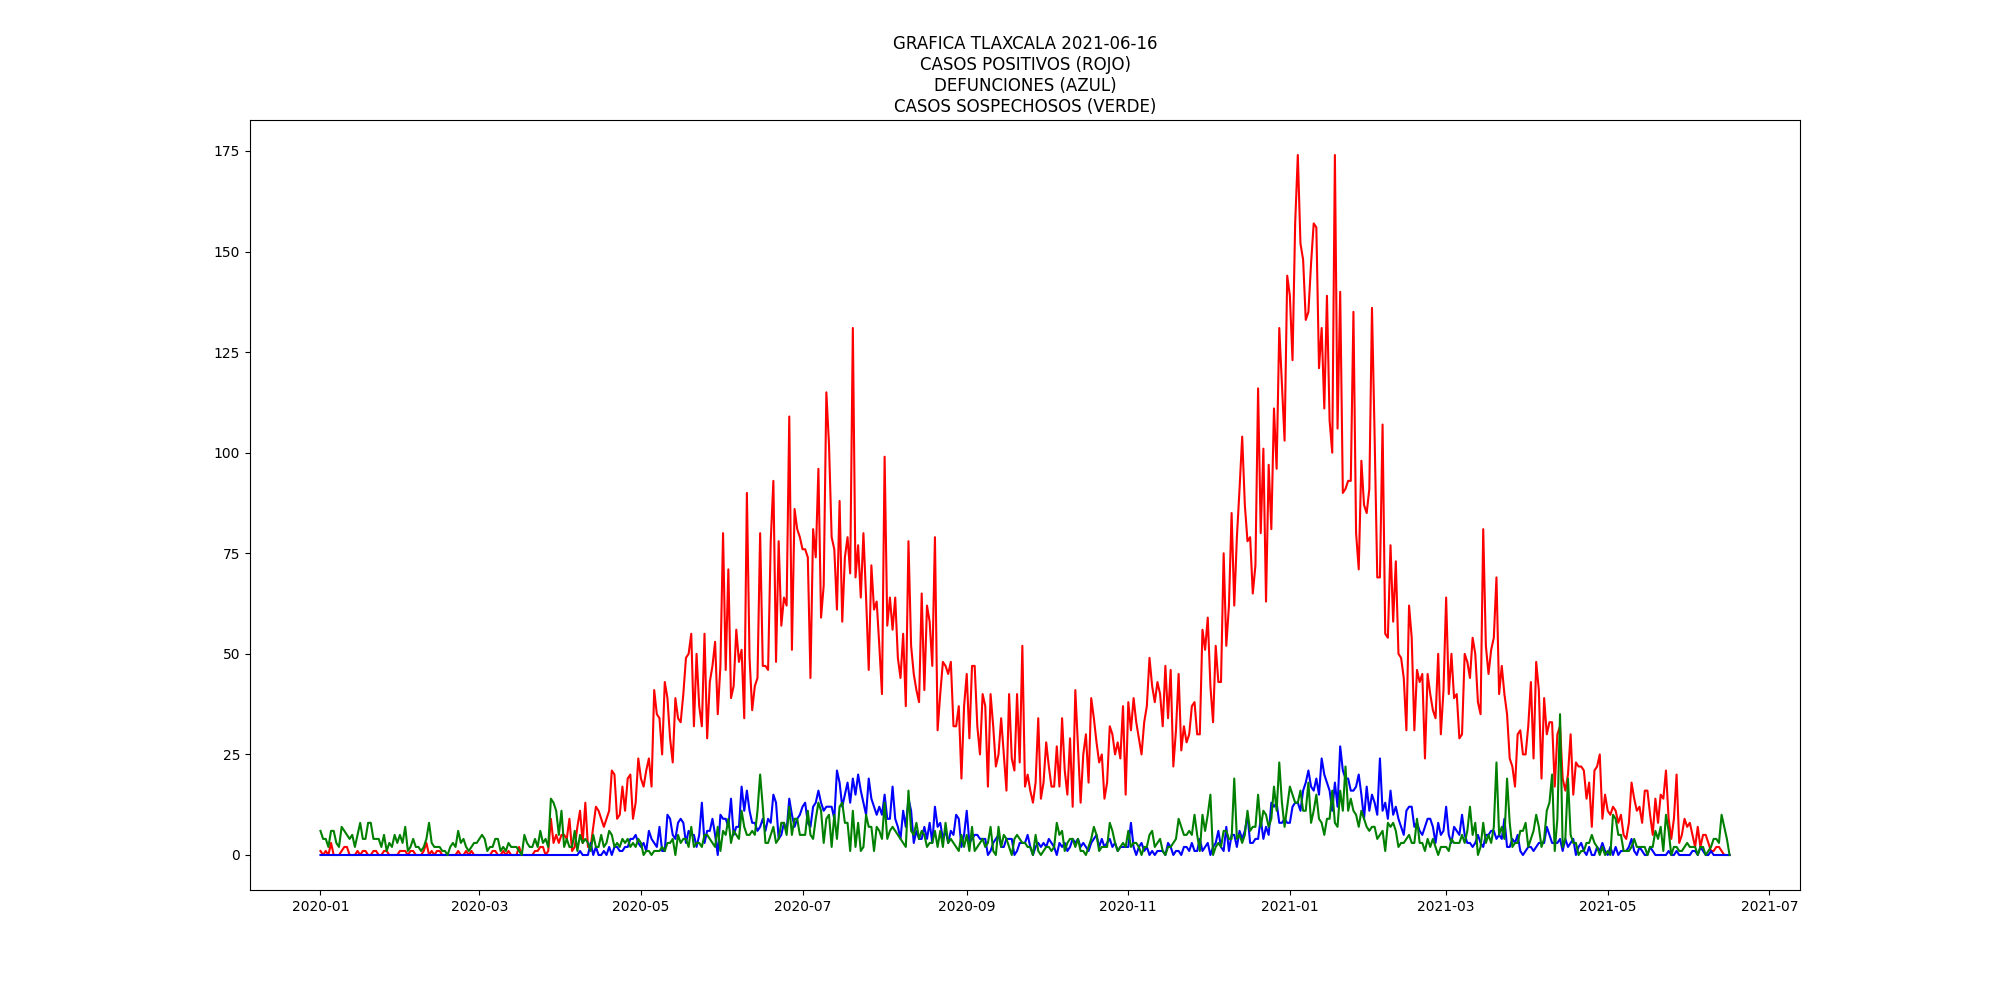 GRAFICA TLAXCALA 2021-06-16
CASOS POSITIVOS (ROJO)
DEFUNCIONES (AZUL)
CASOS SOSPECHOSOS (VERDE)
175
150
125
100
75
50
25
0
2020-01 2020-03 2020-05 2020-07 2020-09 2020-11 2021-01 2021-03 2021-05 2021-07